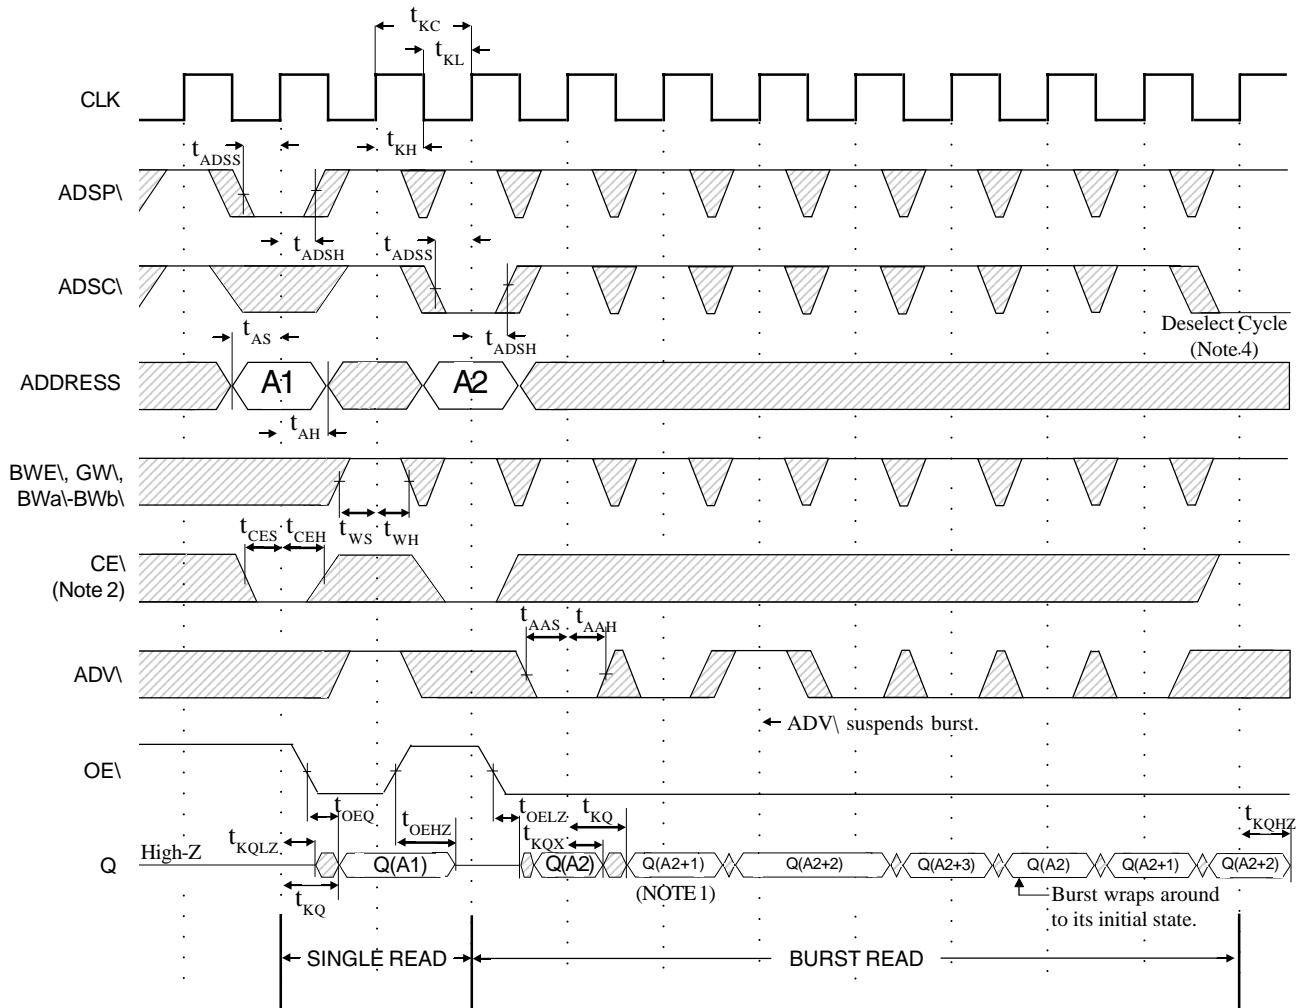 tKC
tKL
CLK
tADSS
tKH
ADSP\
tADSH
tADSS
ADSC\
tAS
tADSH
Deselect Cycle
(Note 4)
ADDRESS
A1
A2
tAH
BWE\, GW\,
BWa\-BWb\
tCES
tCEH
tWS
tWH
CE\
(Note 2)
tAAS
tAAH
ADV\
ADV\ suspends burst.
OE\
tOEQ
tOEHZ
tOELZ
tKQ
tKQLZ
tKQX
tKQHZ
High-Z
Q
Q(A1)
Q(A2)
Q(A2+1)
Q(A2+2)
Q(A2+3)
Q(A2)
Q(A2+1)
Q(A2+2)
tKQ
(NOTE 1)
Burst wraps around
to its initial state.
SINGLE READ
BURST READ